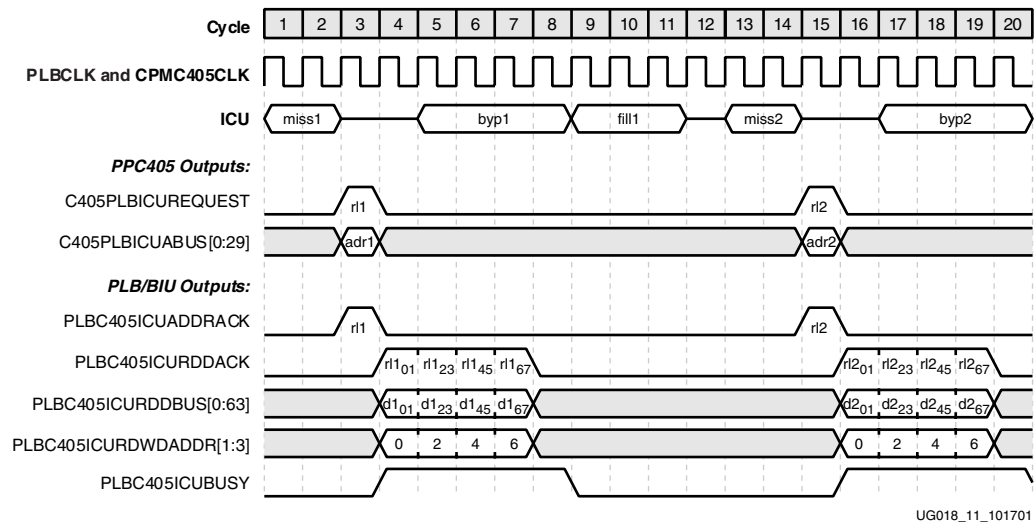 Cycle 1 2 3 4 5 6 7 8 9 10 11 12 13 14 15 16 17 18 19 20
PLBCLK and CPMC405CLK
ICU miss1 byp1 fill1 miss2 byp2
PPC405 Outputs:
C405PLBICUREQUEST rl1 rl2
C405PLBICUABUS[0:29] adr1 adr2
PLB/BIU Outputs:
PLBC405ICUADDRACK rl1 rl2
PLBC405ICURDDACK rl1₀₁ rl1₂₃ rl1₄₅ rl1₆₇ rl2₀₁ rl2₂₃ rl2₄₅ rl2₆₇
PLBC405ICURDDBUS[0:63] d1₀₁ d1₂₃ d1₄₅ d1₆₇ d2₀₁ d2₂₃ d2₄₅ d2₆₇
PLBC405ICURDWDADDR[1:3] 0 2 4 6 0 2 4 6
PLBC405ICUBUSY
UG018_11_101701